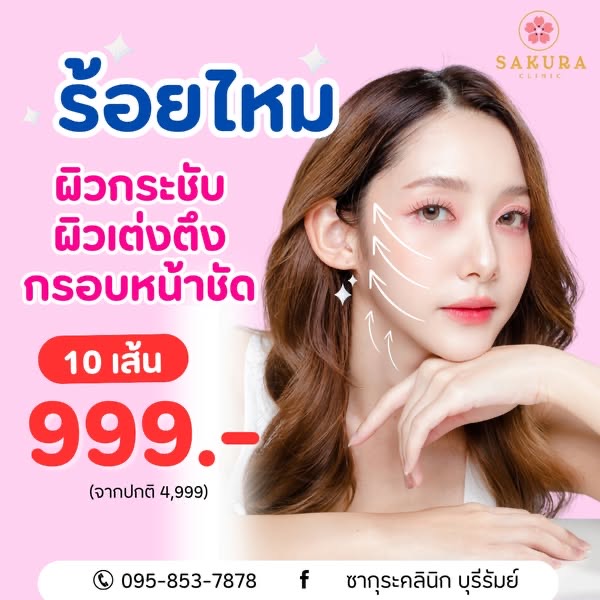 SAKURA
CLINIC
ร้อยไหม
ผิวกระชับ
ผิวเต่งตึง
กรอบหน้าชัด
10 เส้น
999.-
(จากปกติ 4,999)
095-853-7878 f ซากุระคลินิก บุรีรัมย์